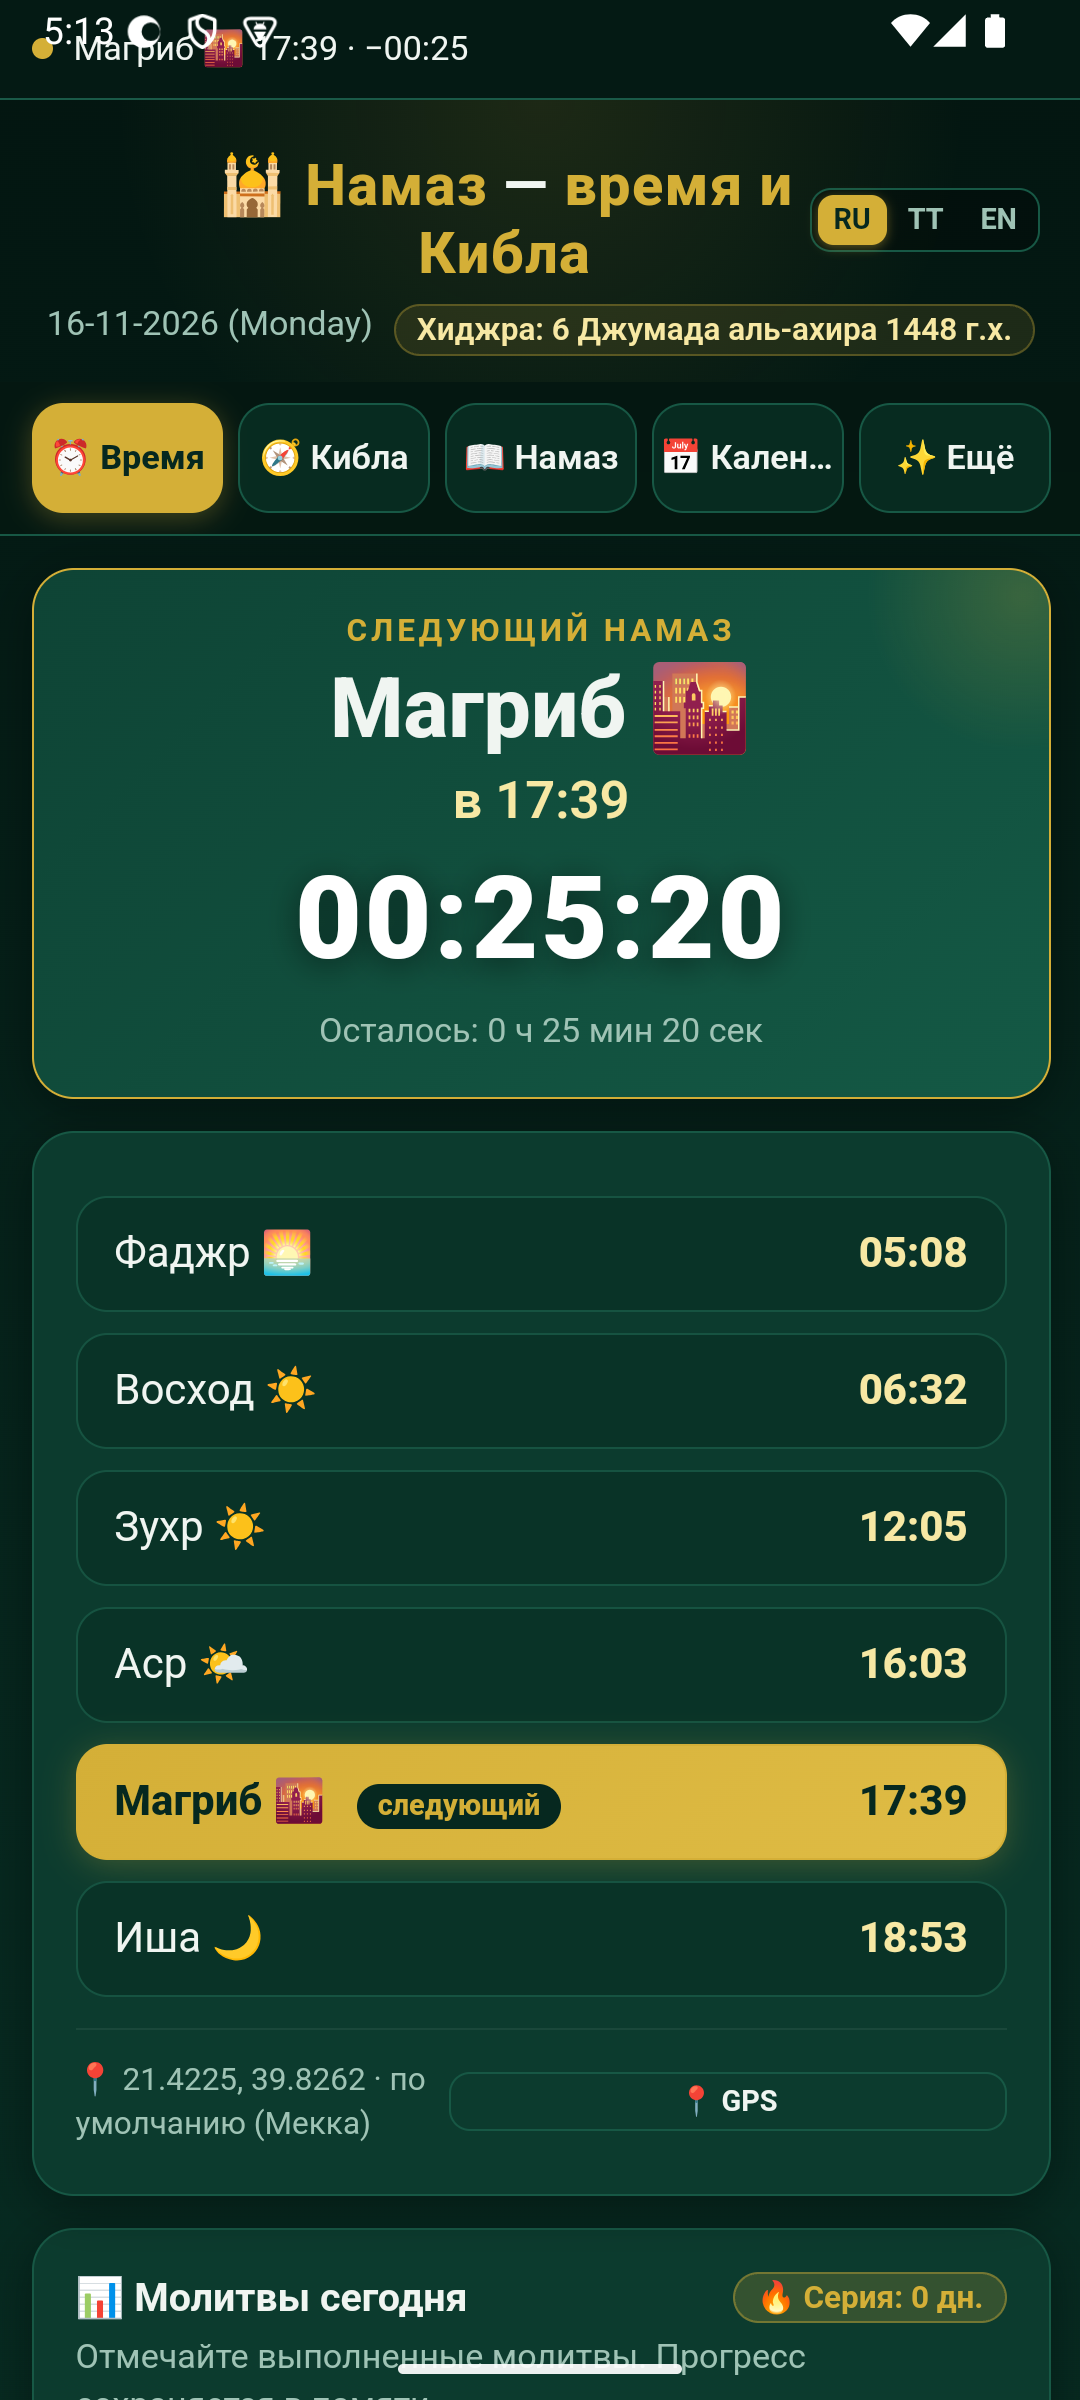 5:13
Магриб 🌇 17:39 · −00:25
🕌 Намаз — время и
Кибла
RU TT EN
16-11-2026 (Monday)
Хиджра: 6 Джумада аль-ахира 1448 г.х.
⏰ Время
🧭 Кибла
📖 Намаз
📅 Кален...
✨ Ещё
СЛЕДУЮЩИЙ НАМАЗ
Магриб 🌇
в 17:39
00:25:20
Осталось: 0 ч 25 мин 20 сек
Фаджр 🌅 05:08
Восход ☀️ 06:32
Зухр ☀️ 12:05
Аср 🌤️ 16:03
Магриб 🌇 следующий 17:39
Иша 🌙 18:53
📍 21.4225, 39.8262 · по
умолчанию (Мекка)
📍 GPS
📊 Молитвы сегодня
🔥 Серия: 0 дн.
Отмечайте выполненные молитвы. Прогресс